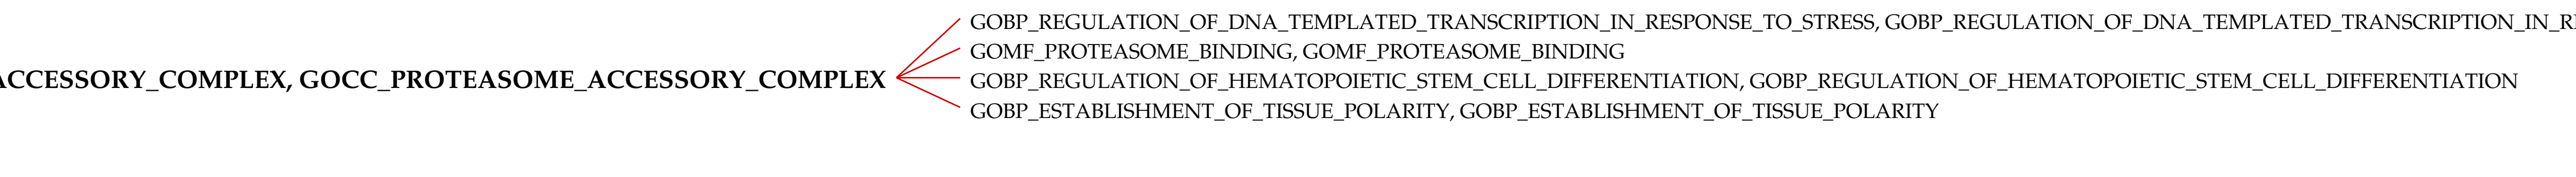 GOBP_REGULATION_OF_DNA_TEMPLATED_TRANSCRIPTION_IN_RESPONSE_TO_STRESS, GOBP_REGULATION_OF_DNA_TEMPLATED_TRANSCRIPTION_IN_R
GOMF_PROTEASOME_BINDING, GOMF_PROTEASOME_BINDING
ACCESSORY_COMPLEX, GOCC_PROTEASOME_ACCESSORY_COMPLEX
GOBP_REGULATION_OF_HEMATOPOIETIC_STEM_CELL_DIFFERENTIATION, GOBP_REGULATION_OF_HEMATOPOIETIC_STEM_CELL_DIFFERENTIATION
GOBP_ESTABLISHMENT_OF_TISSUE_POLARITY, GOBP_ESTABLISHMENT_OF_TISSUE_POLARITY